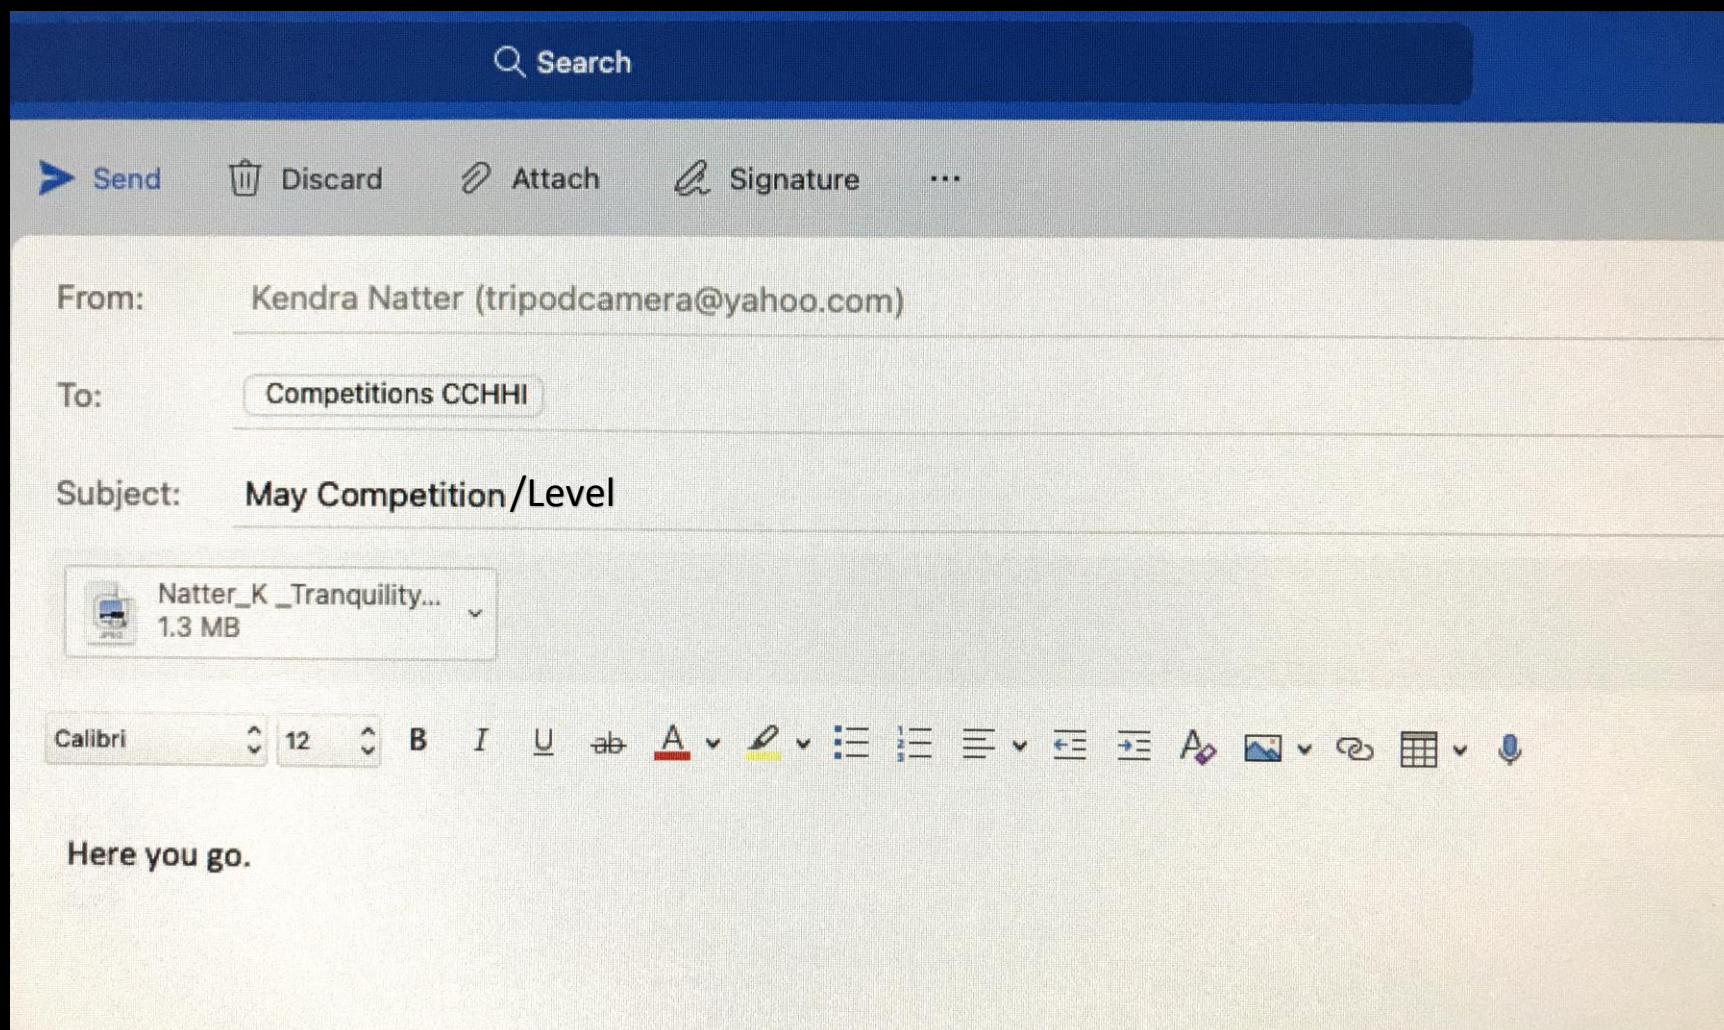 Search
Send Discard Attach Signature ...
From: Kendra Natter (tripodcamera@yahoo.com)
To: Competitions CCHHI
Subject: May Competition/Level
Natter_K _Tranquility...
1.3 MB
Calibri 12 B I U ab A
Here you go.